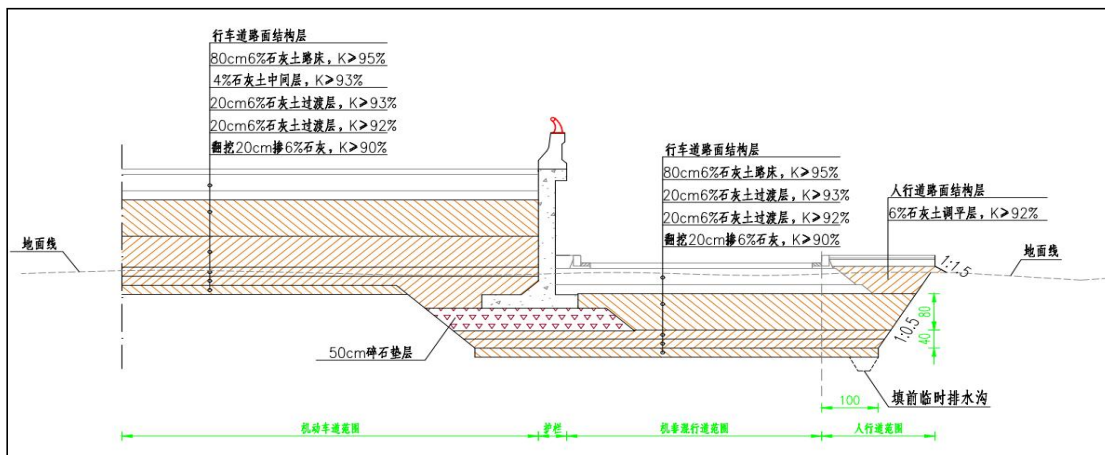 行车道路面结构层
80cm6%石灰土路床，K≥95%
4%石灰土中间层，K≥93%
20cm6%石灰土过渡层，K≥93%
20cm6%石灰土过渡层，K≥92%
翻挖20cm掺6%石灰，K≥90%
行车道路面结构层
80cm6%石灰土路床，K≥95%
20cm6%石灰土过渡层，K≥93%
20cm6%石灰土过渡层，K≥92%
翻挖20cm掺6%石灰，K≥90%
人行道路面结构层
6%石灰土调平层，K≥92%
地面线
地面线
1:1.5
1:0.5
80
40
50cm碎石垫层
100
填前临时排水沟
机动车道范围
护栏
机非混行道范围
人行道范围